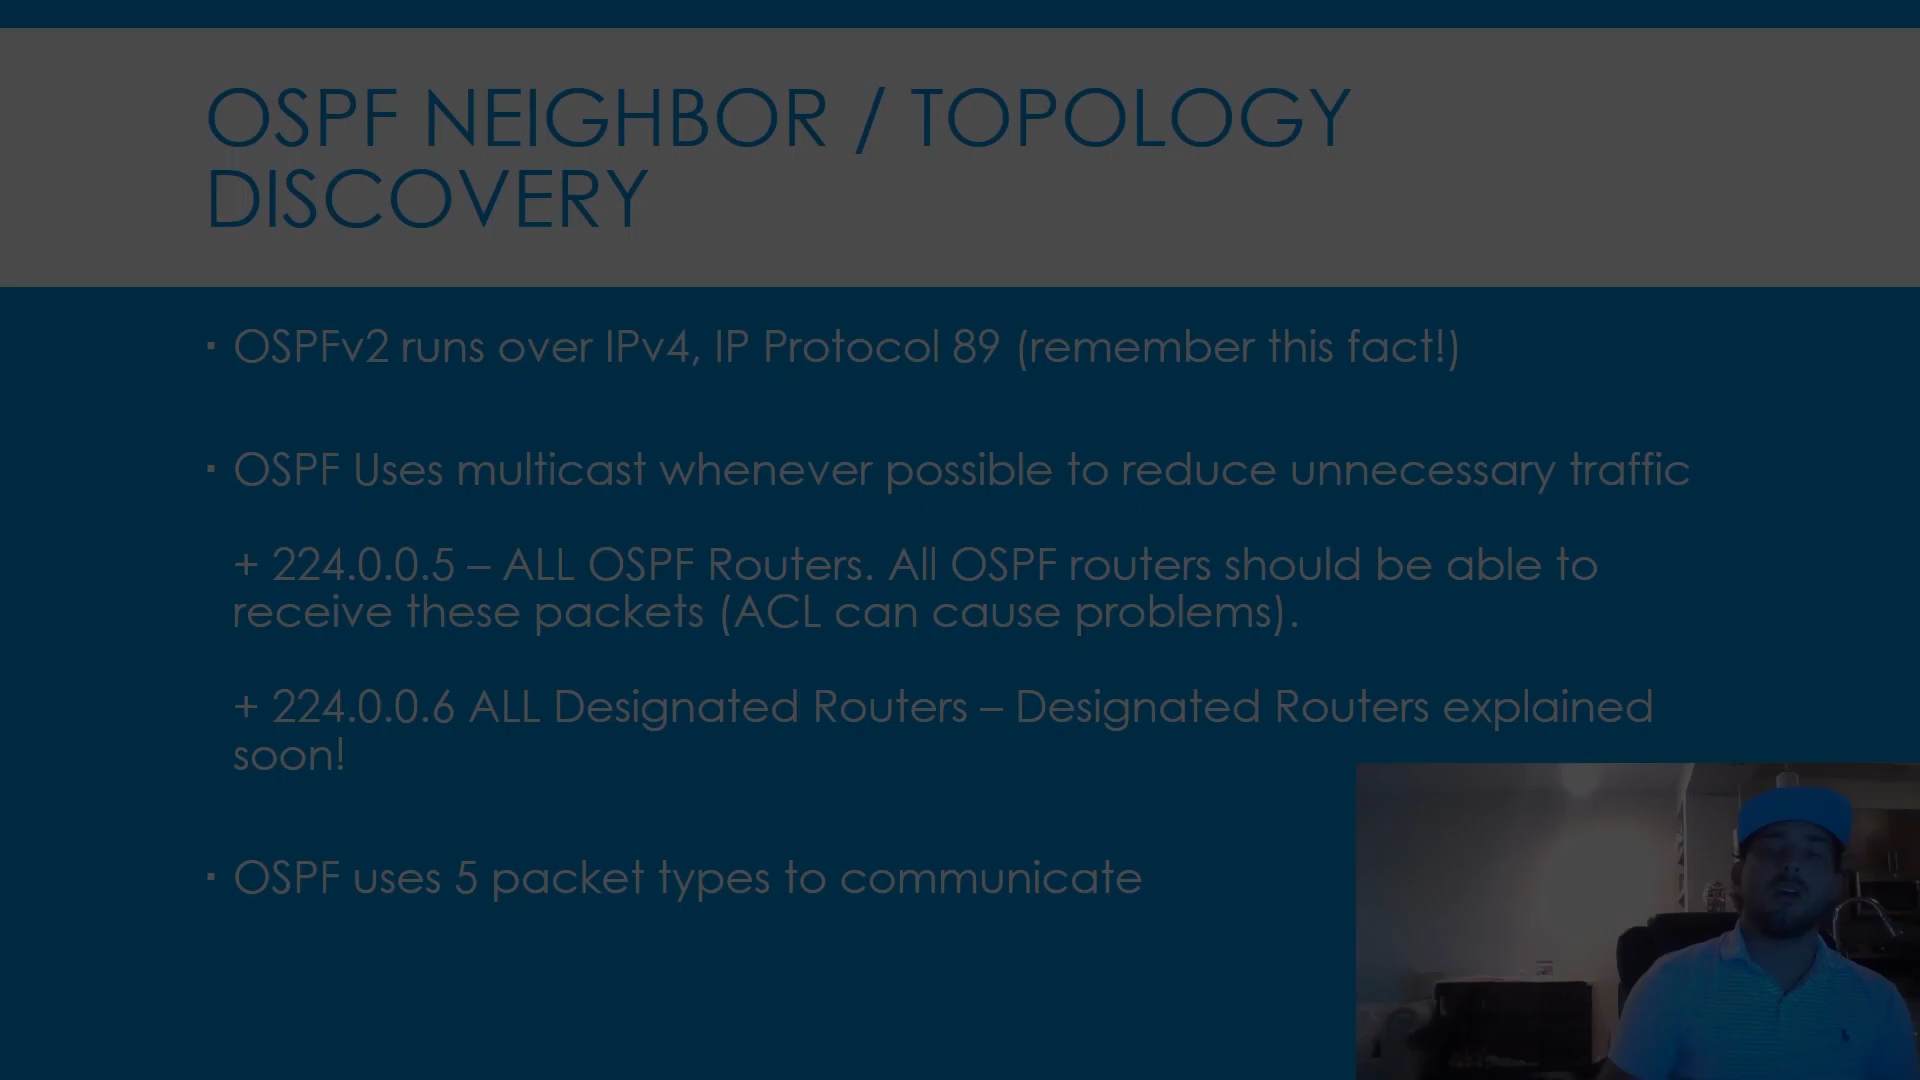 OSPF NEIGHBOR / TOPOLOGY
DISCOVERY
▪ OSPFv2 runs over IPv4, IP Protocol 89 (remember this fact!)
▪ OSPF Uses multicast whenever possible to reduce unnecessary traffic
+ 224.0.0.5 – ALL OSPF Routers. All OSPF routers should be able to
receive these packets (ACL can cause problems).
+ 224.0.0.6 ALL Designated Routers – Designated Routers explained
soon!
▪ OSPF uses 5 packet types to communicate